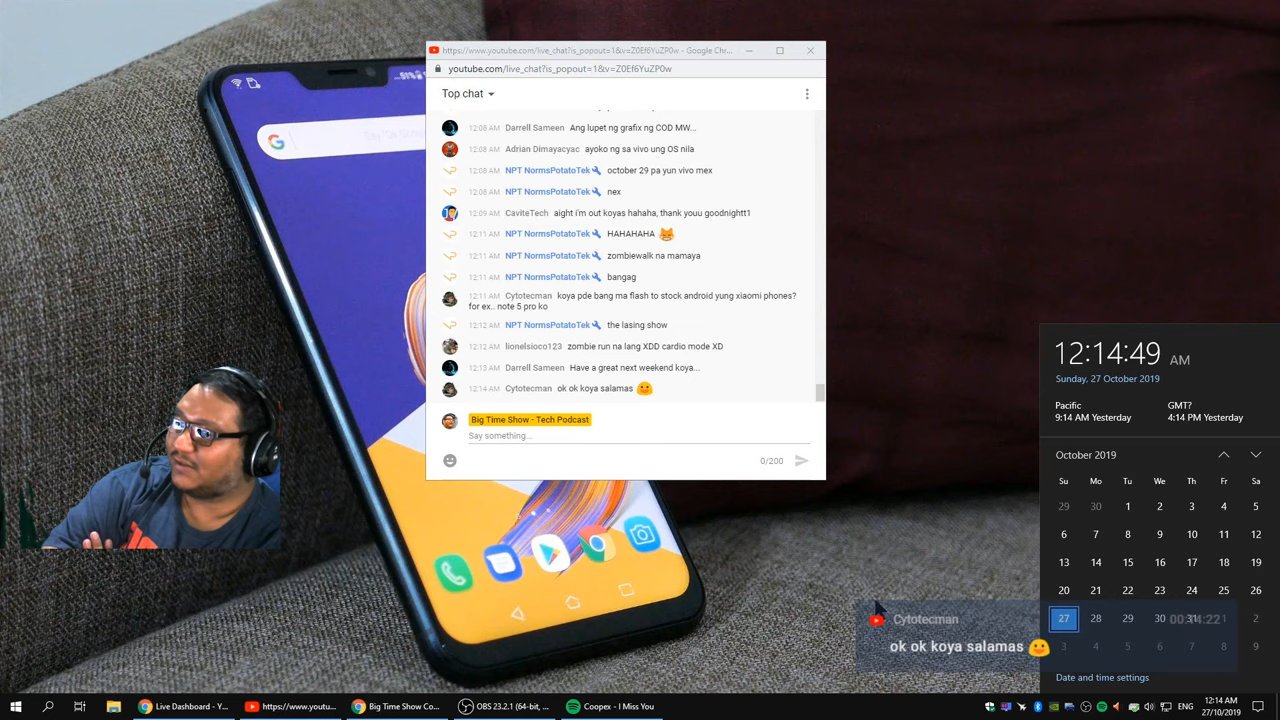 https://www.youtube.com/live_chat?is_popout=1&v=Z0Ef6YuZP0w - Google Chr...
youtube.com/live_chat?is_popout=1&v=Z0Ef6YuZP0w
Top chat
12:08 AM Darrell Sameen Ang lupet ng grafix ng COD MW...
12:08 AM Adrian Dimayacyac ayoko ng sa vivo ung OS nila
12:08 AM NPT NormsPotatoTek october 29 pa yun vivo mex
12:08 AM NPT NormsPotatoTek nex
12:09 AM CaviteTech aight i'm out koyas hahaha, thank youu goodnightt1
12:11 AM NPT NormsPotatoTek HAHAHAHA
12:11 AM NPT NormsPotatoTek zombiewalk na mamaya
12:11 AM NPT NormsPotatoTek bangag
12:11 AM Cytotecman koya pde bang ma flash to stock android yung xiaomi phones?
for ex.. note 5 pro ko
12:12 AM NPT NormsPotatoTek the lasing show
12:12 AM lionelsioco123 zombie run na lang XDD cardio mode XD
12:13 AM Darrell Sameen Have a great next weekend koya...
12:14 AM Cytotecman ok ok koya salamas 🙂
Big Time Show - Tech Podcast
Say something...
0/200
12:14:49 AM
Sunday, 27 October 2019
Pacific GMT?
9:14 AM Yesterday 4:14 PM Yesterday
October 2019
Su Mo Tu We Th Fr Sa
29 30 1 2 3 4 5
6 7 8 9 10 11 12
13 14 15 16 17 18 19
20 21 22 23 24 25 26
27 28 29 30 31 1 2
3 4 5 6 7 8 9
Date and time settings
Cytotecman
ok ok koya salamas 🙂
Live Dashboard - Y...
https://www.youtu...
Big Time Show Co...
OBS 23.2.1 (64-bit, ...
Coopex - I Miss You
ENG
12:14 AM
27/10/2019